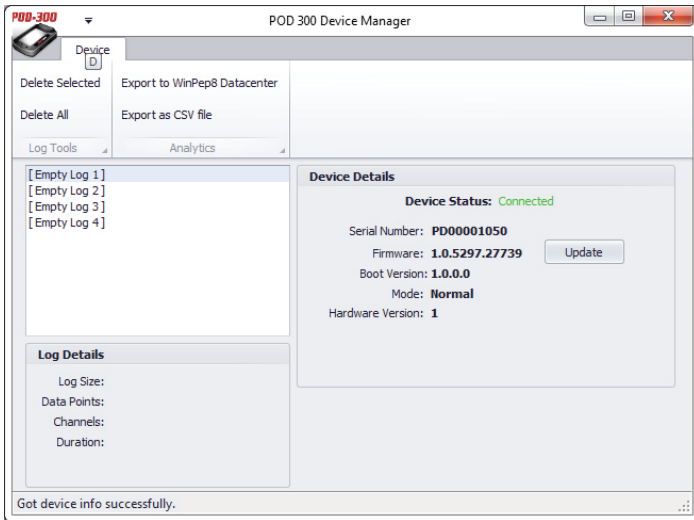 POD-300
POD 300 Device Manager
Device
D
Delete Selected
Export to WinPep8 Datacenter
Delete All
Export as CSV file
Log Tools
Analytics
[ Empty Log 1 ]
[ Empty Log 2 ]
[ Empty Log 3 ]
[ Empty Log 4 ]
Device Details
Device Status: Connected
Serial Number: PD00001050
Firmware: 1.0.5297.27739
Update
Boot Version: 1.0.0.0
Mode: Normal
Hardware Version: 1
Log Details
Log Size:
Data Points:
Channels:
Duration:
Got device info successfully.